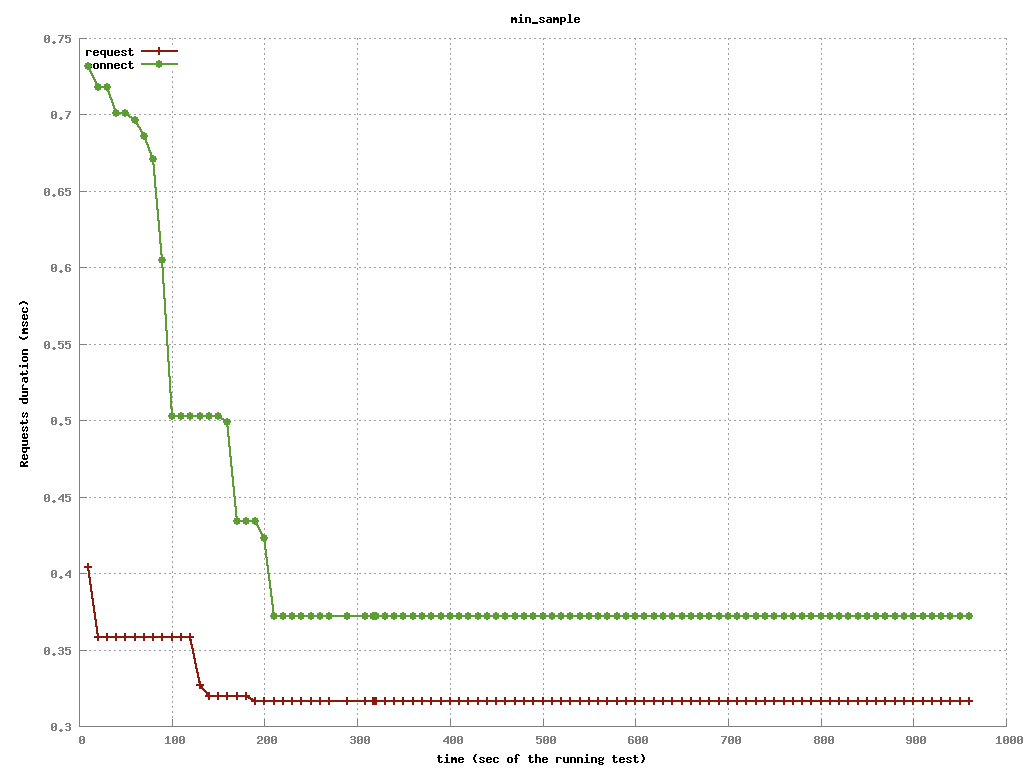 min_sample
request
connect
0.75
0.7
0.65
0.6
0.55
0.5
0.45
0.4
0.35
0.3
0 100 200 300 400 500 600 700 800 900 1000
Requests duration (msec)
time (sec of the running test)